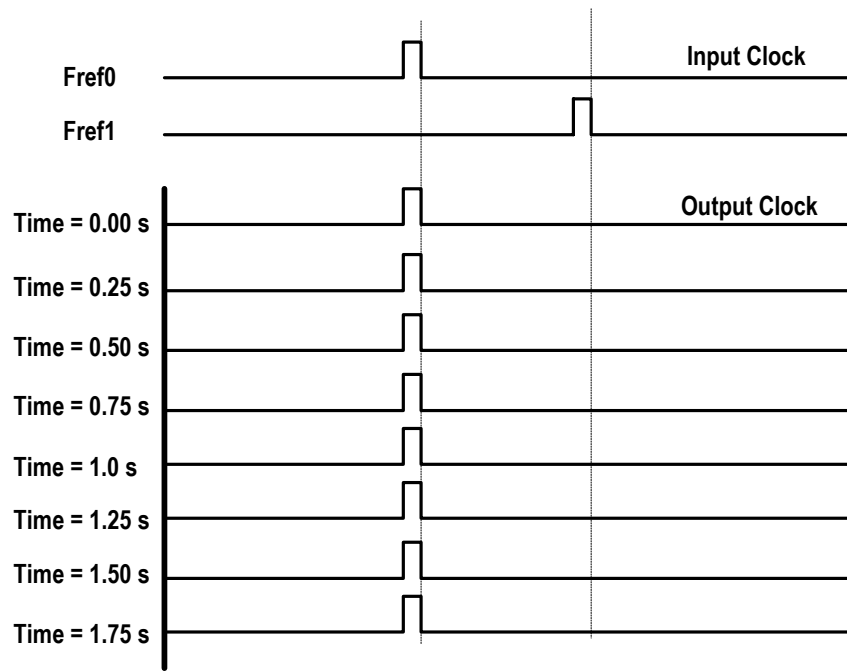 Input Clock
Fref0
Fref1
Output Clock
Time = 0.00 s
Time = 0.25 s
Time = 0.50 s
Time = 0.75 s
Time = 1.0 s
Time = 1.25 s
Time = 1.50 s
Time = 1.75 s